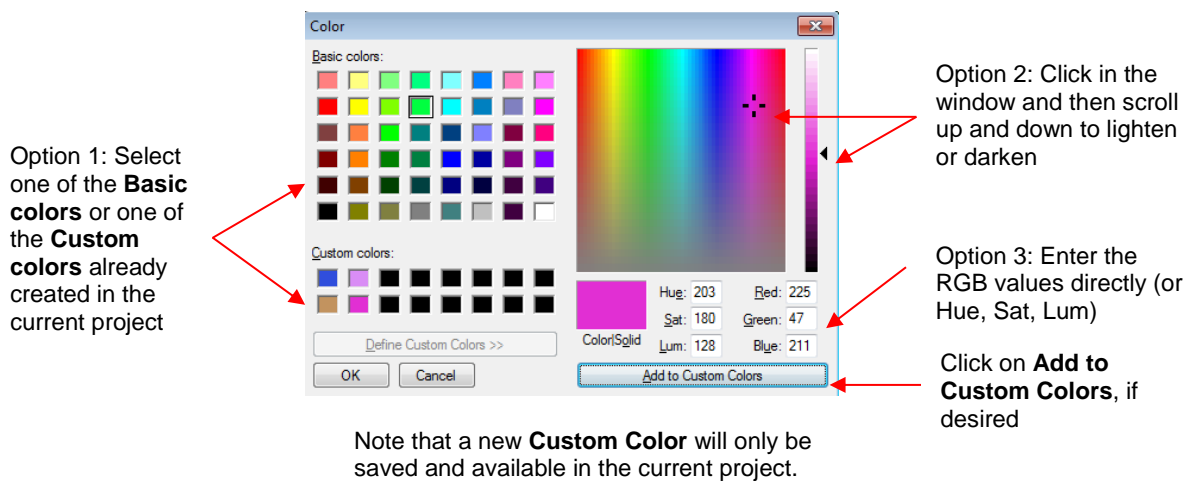 Color
Basic colors:
Custom colors:
Define Custom Colors >>
OK
Cancel
Color|Solid
Hue: 203
Sat: 180
Lum: 128
Red: 225
Green: 47
Blue: 211
Add to Custom Colors
Option 1: Select
one of the Basic
colors or one of
the Custom
colors already
created in the
current project
Option 2: Click in the
window and then scroll
up and down to lighten
or darken
Option 3: Enter the
RGB values directly (or
Hue, Sat, Lum)
Click on Add to
Custom Colors, if
desired
Note that a new Custom Color will only be
saved and available in the current project.